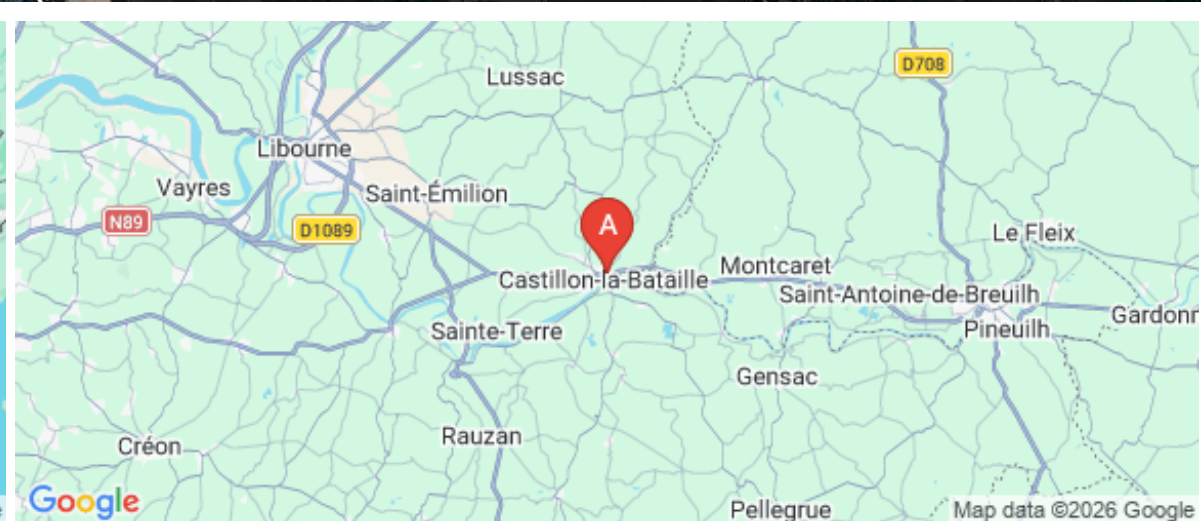 D708
Lussac
Libourne
Vayres
Saint-Émilion
N89
D1089
A
Le Fleix
Montcaret
Castillon-la-Bataille
Saint-Antoine-de-Breuilh
Gardonn
Sainte-Terre
Pineuilh
Gensac
Rauzan
Créon
Google
Pellegrue
Map data ©2026 Google